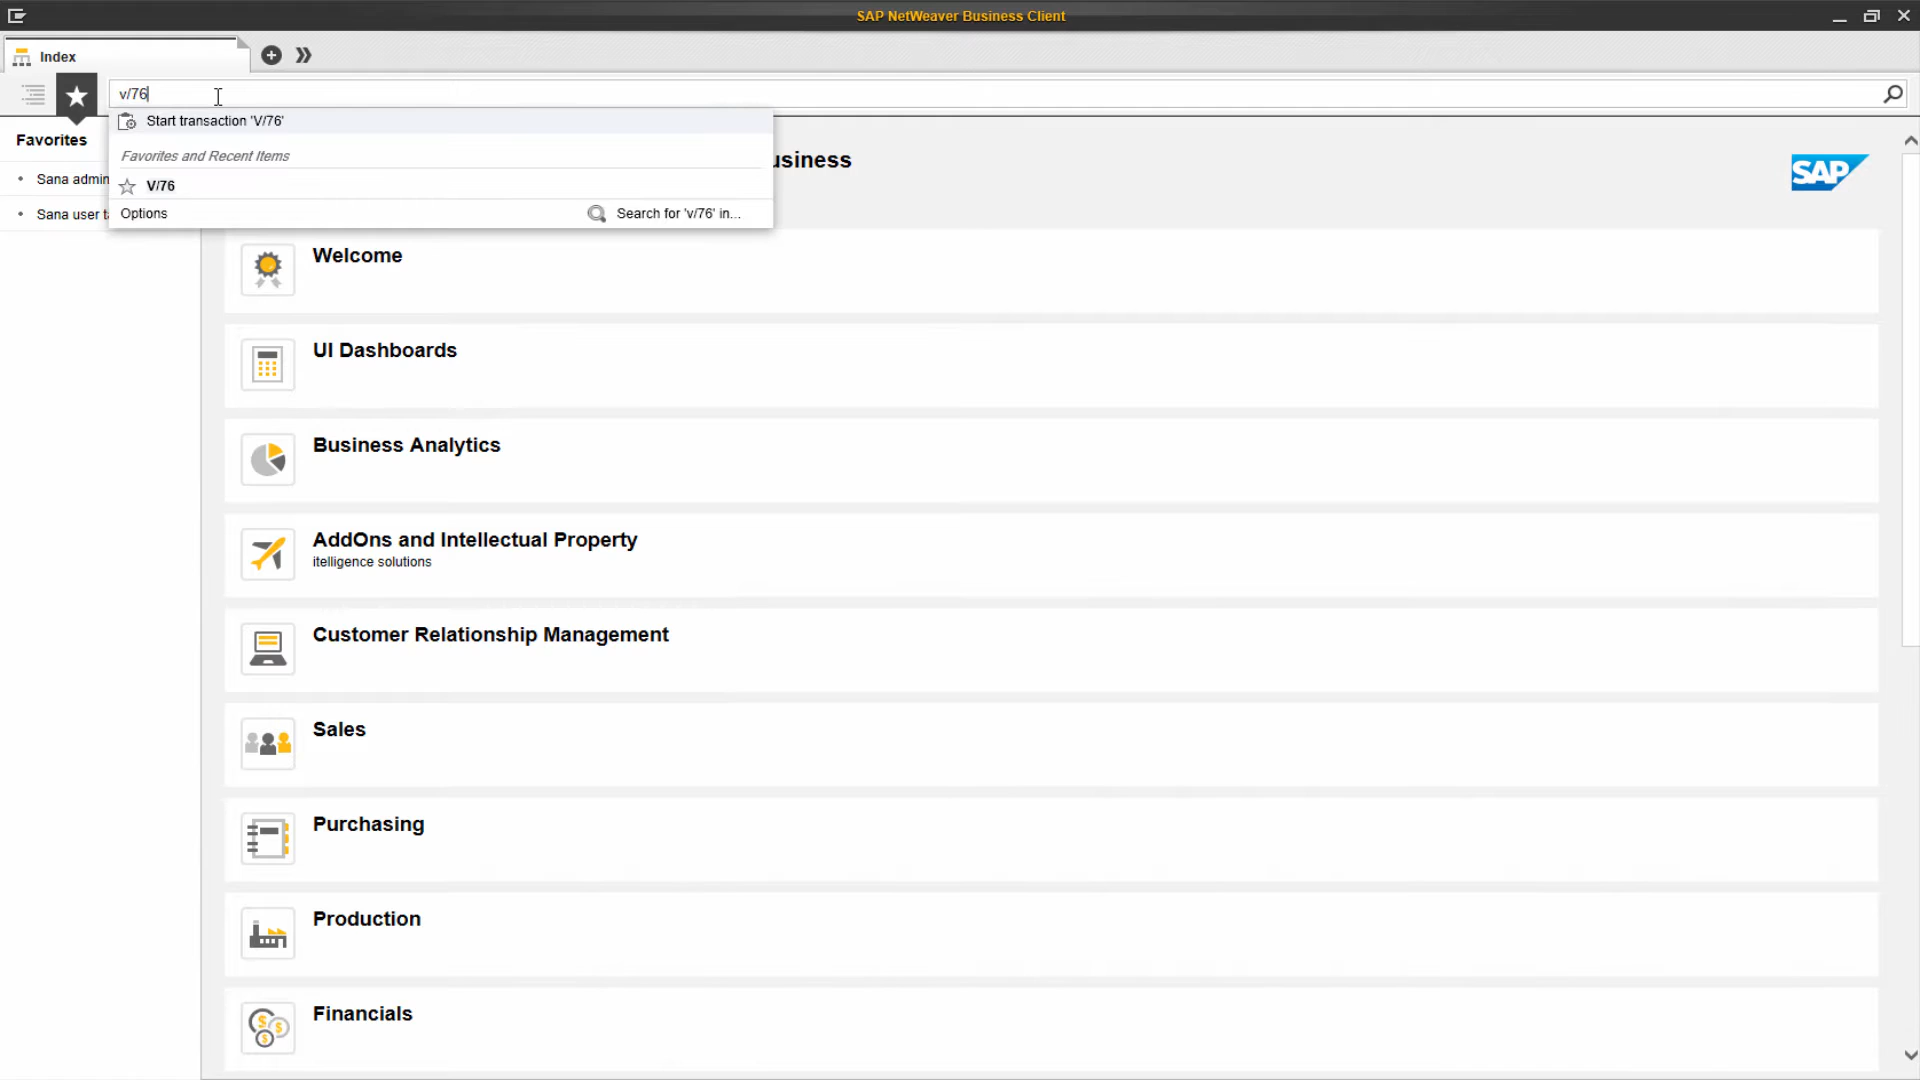 SAP NetWeaver Business Client
Index
v/76
Start transaction 'V/76'
Favorites
Favorites and Recent Items
usiness
SAP
Sana admin
V/76
Sana user t
Options
Search for 'v/76' in...
Welcome
UI Dashboards
Business Analytics
AddOns and Intellectual Property
itelligence solutions
Customer Relationship Management
Sales
Purchasing
Production
Financials